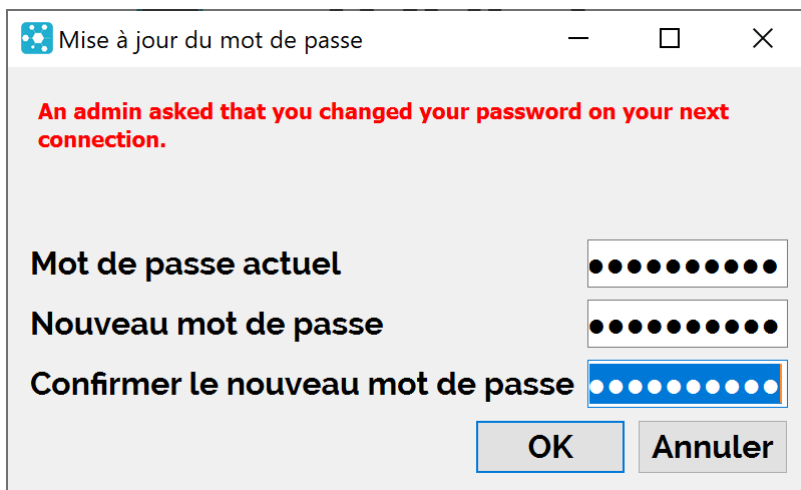 Mise à jour du mot de passe
An admin asked that you changed your password on your next
connection.
Mot de passe actuel ●●●●●●●●●●
Nouveau mot de passe ●●●●●●●●●●
Confirmer le nouveau mot de passe ●●●●●●●●●●
OK Annuler